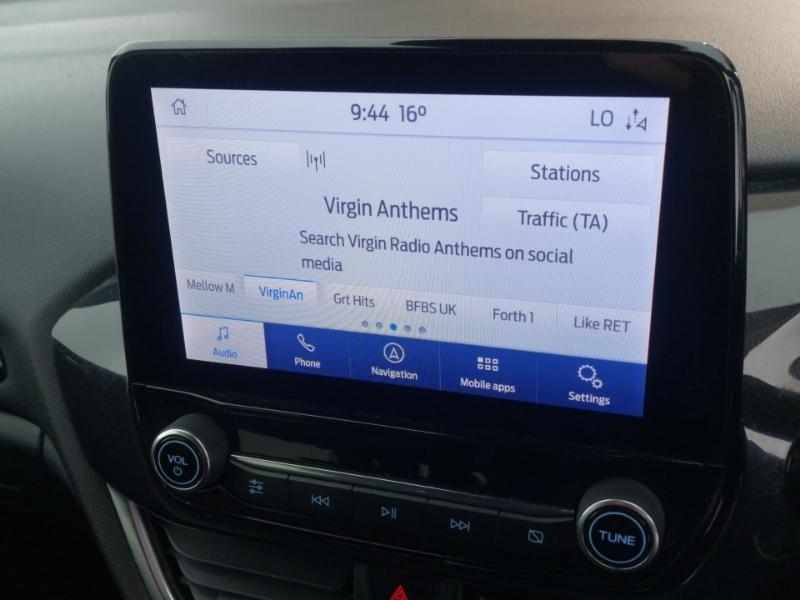 9:44 16º LO
Sources
Stations
Virgin Anthems
Traffic (TA)
Search Virgin Radio Anthems on social
media
Mellow M VirginAn Grt Hits BFBS UK Forth 1 Like RET
Audio Phone Navigation Mobile apps Settings
VOL
TUNE